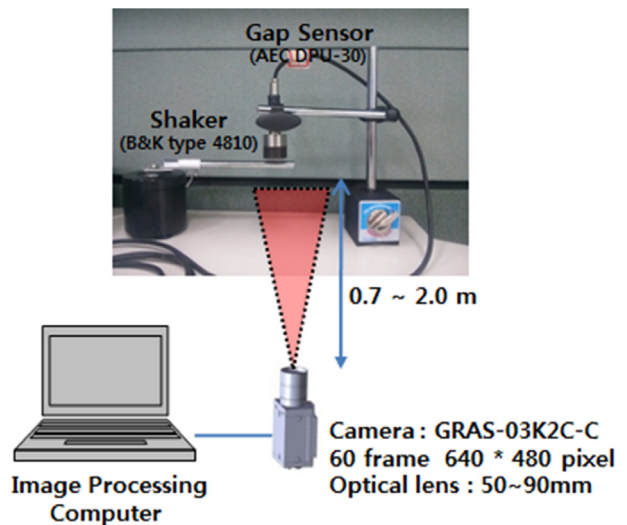 Gap Sensor
(AEC DPU-30)
Shaker
(B&K type 4810)
0.7 ~ 2.0 m
Camera : GRAS-03K2C-C
60 frame 640 * 480 pixel
Optical lens : 50~90mm
Image Processing
Computer